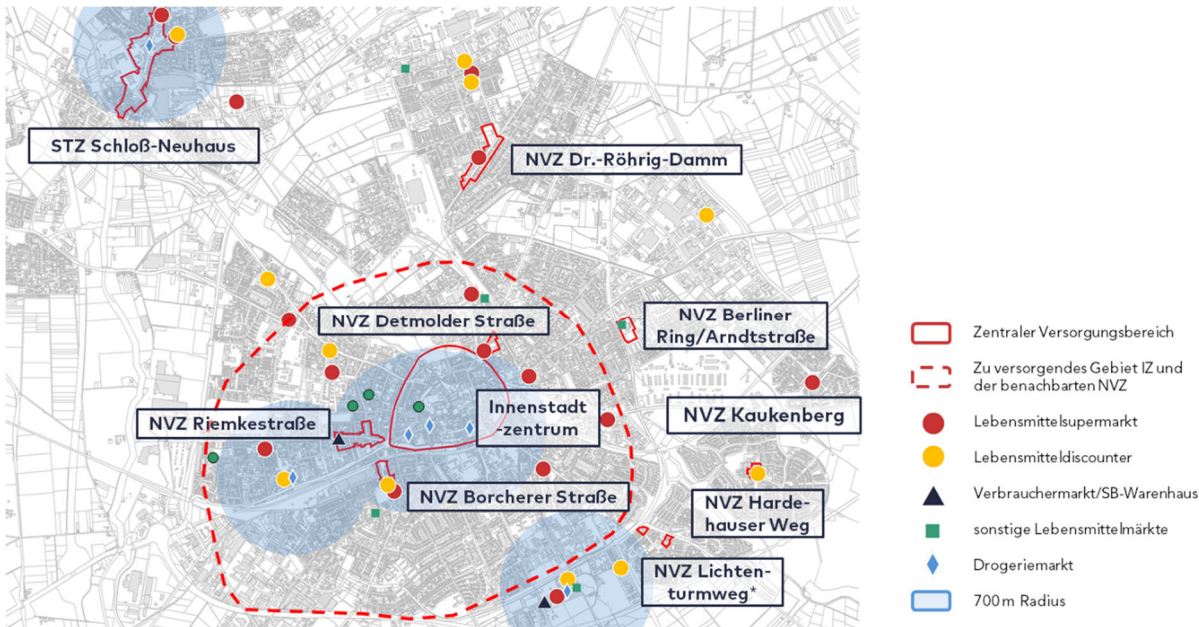 STZ Schloß-Neuhaus
NVZ Dr.-Röhrig-Damm
NVZ Detmolder Straße
NVZ Berliner
Ring/Arndtstraße
NVZ Riemkestraße
Innenstadt
-zentrum
NVZ Kaukenberg
NVZ Borcherer Straße
NVZ Harde-
hauser Weg
NVZ Lichten-
turmweg*
Zentraler Versorgungsbereich
Zu versorgendes Gebiet IZ und
der benachbarten NVZ
Lebensmittelsupermarkt
Lebensmitteldiscounter
Verbrauchermarkt/SB-Warenhaus
sonstige Lebensmittelmärkte
Drogeriemarkt
700 m Radius